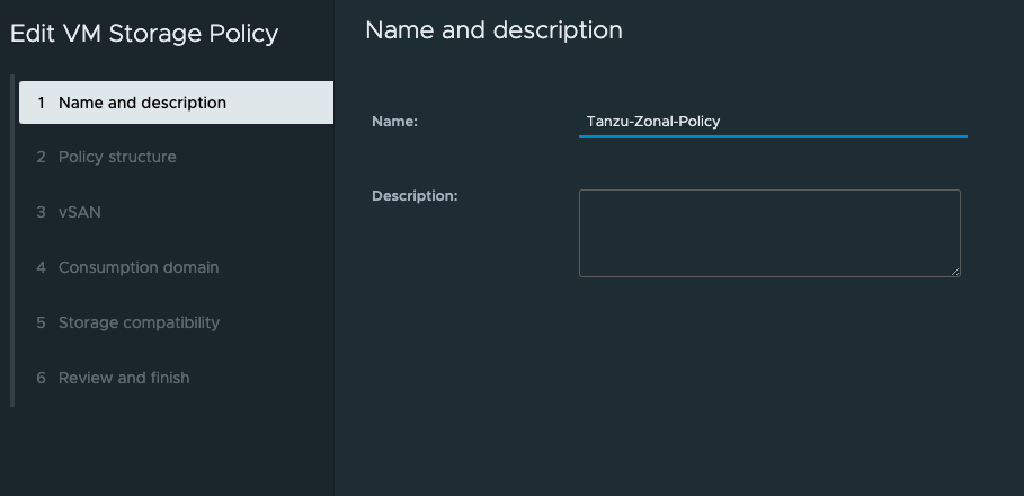 Edit VM Storage Policy
1 Name and description
2 Policy structure
3 vSAN
4 Consumption domain
5 Storage compatibility
6 Review and finish
Name and description
Name: Tanzu-Zonal-Policy
Description: